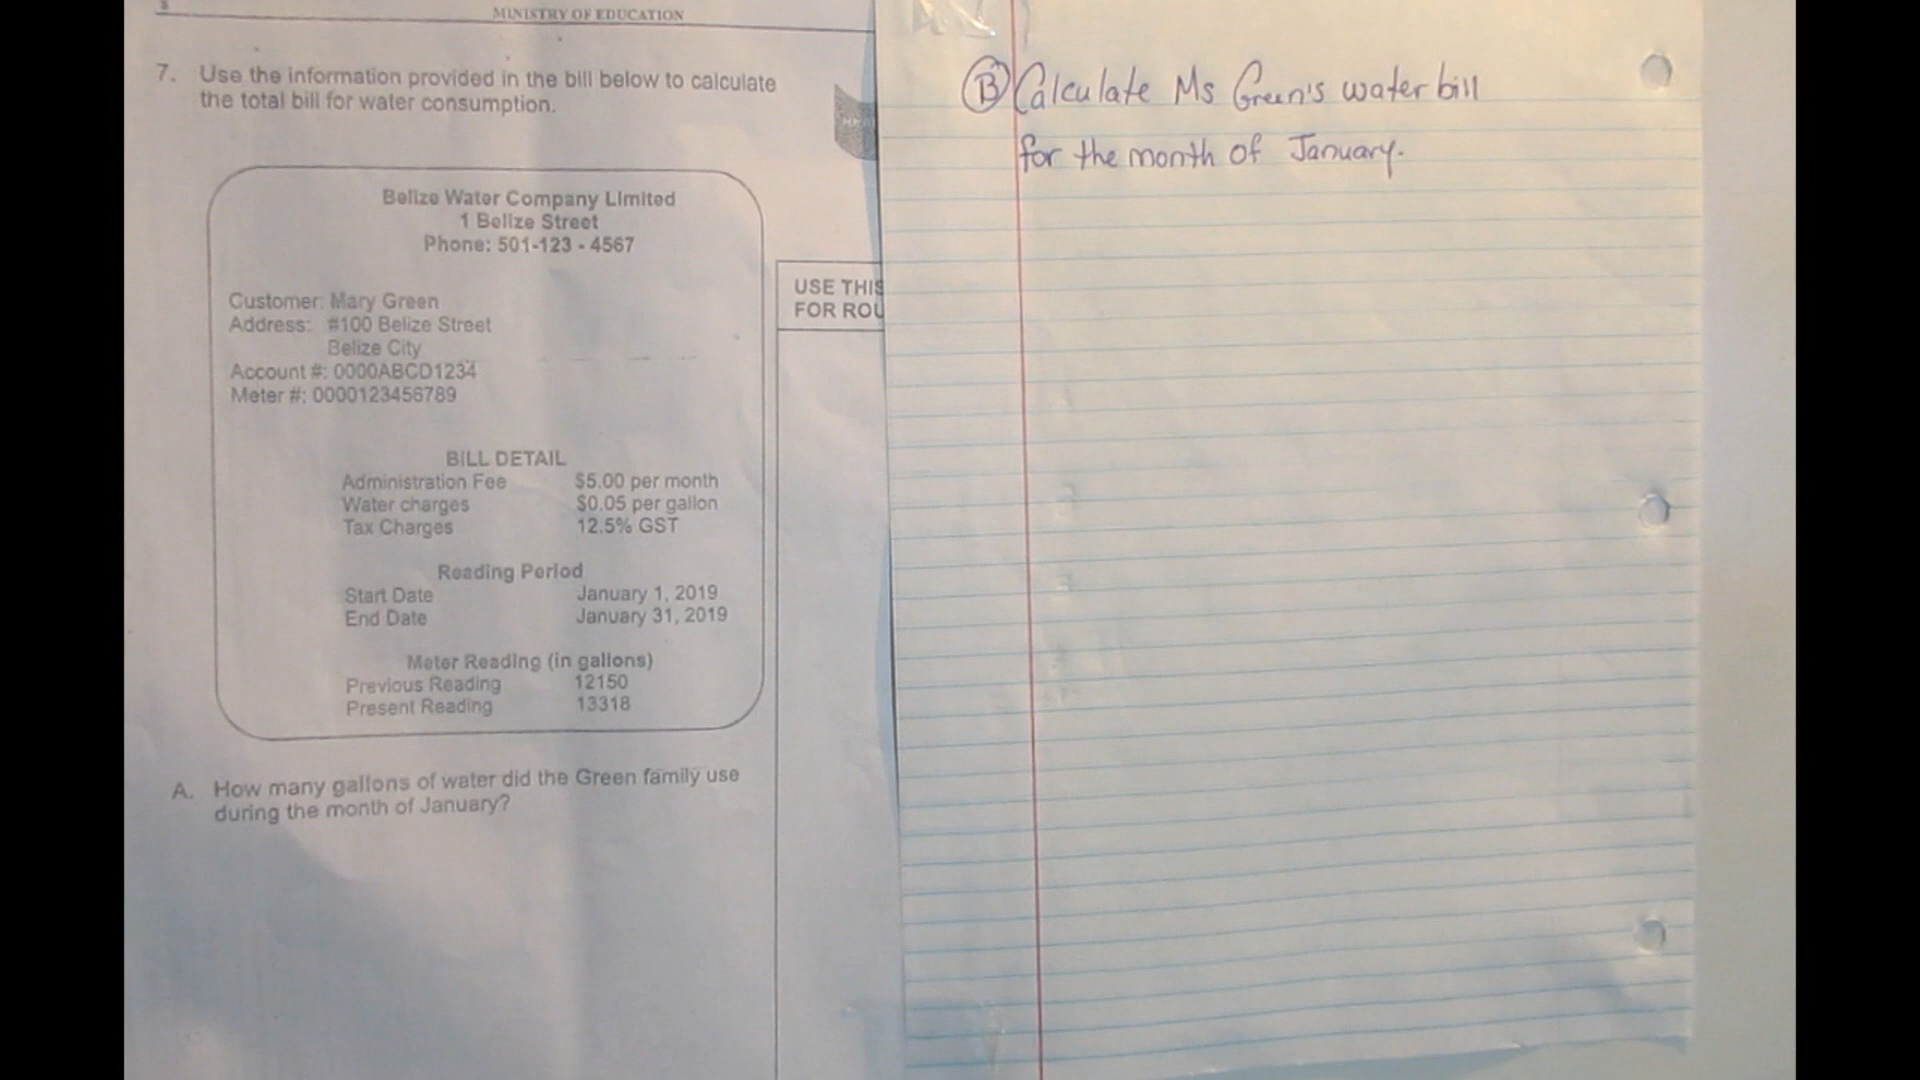 MINISTRY OF EDUCATION
7. Use the information provided in the bill below to calculate
the total bill for water consumption.
Belize Water Company Limited
1 Belize Street
Phone: 501-123 - 4567
Customer: Mary Green
Address: #100 Belize Street
Belize City
Account #: 0000ABCD1234
Meter #: 0000123456789
BILL DETAIL
Administration Fee $5.00 per month
Water charges $0.05 per gallon
Tax Charges 12.5% GST
Reading Period
Start Date January 1, 2019
End Date January 31, 2019
Meter Reading (in gallons)
Previous Reading 12150
Present Reading 13318
A. How many gallons of water did the Green family use
during the month of January?
USE THIS
FOR ROU
B Calculate Ms Green's water bill
for the month of January.